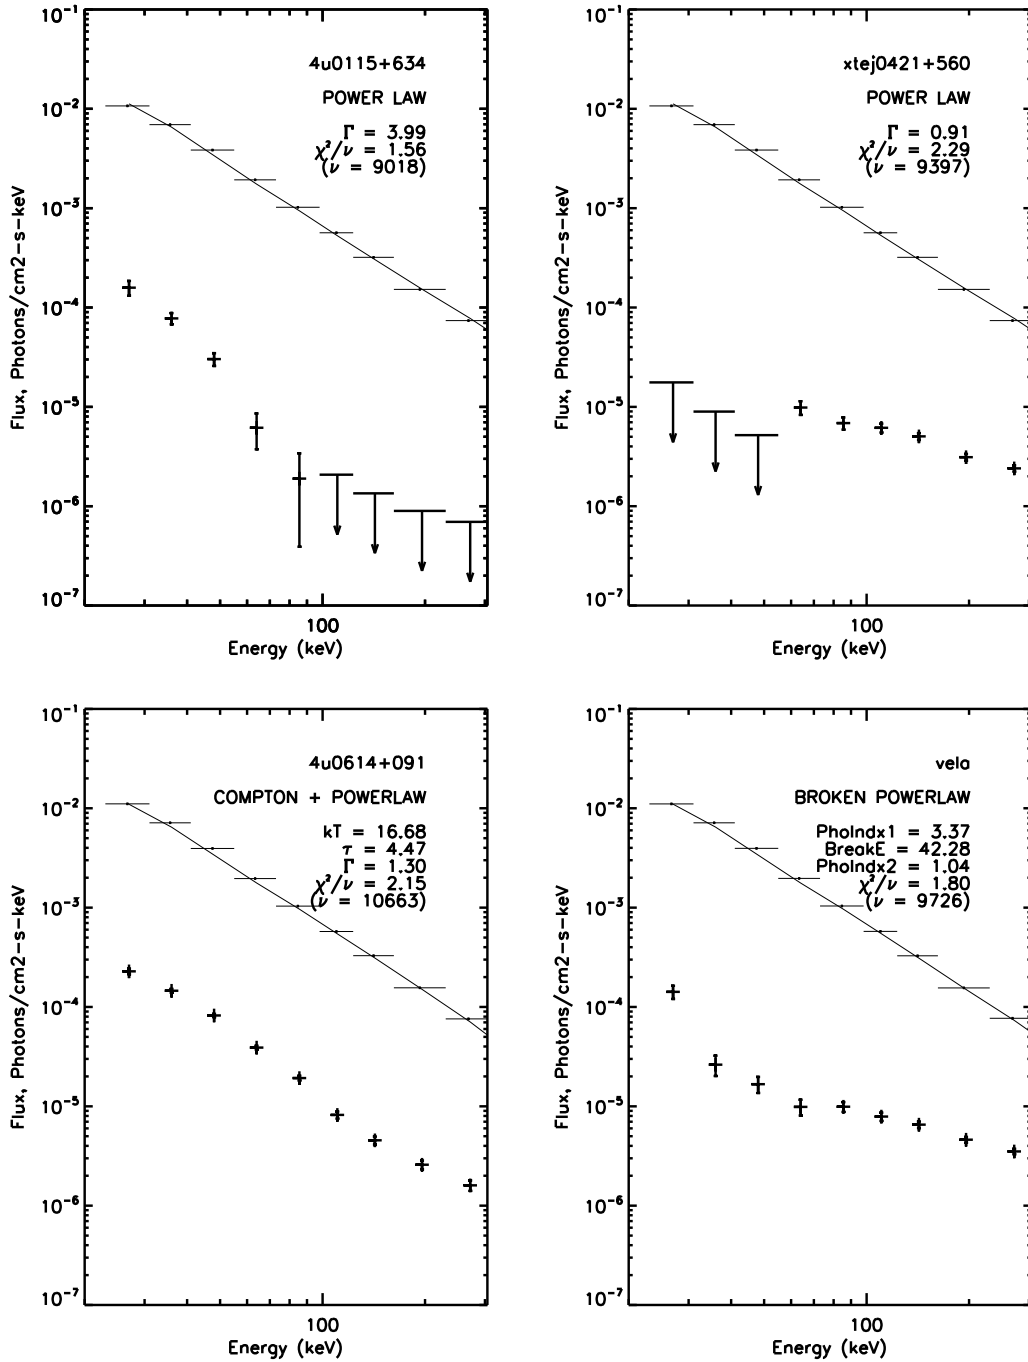 4u0115+634
POWER LAW
Γ = 3.99
χ²/ν = 1.56
(ν = 9018)
10⁻¹
10⁻²
10⁻³
10⁻⁴
10⁻⁵
10⁻⁶
10⁻⁷
Flux, Photons/cm2-s-keV
100
Energy (keV)
xtej0421+560
POWER LAW
Γ = 0.91
χ²/ν = 2.29
(ν = 9397)
10⁻¹
10⁻²
10⁻³
10⁻⁴
10⁻⁵
10⁻⁶
10⁻⁷
Flux, Photons/cm2-s-keV
100
Energy (keV)
4u0614+091
COMPTON + POWERLAW
kT = 16.68
τ = 4.47
Γ = 1.30
χ²/ν = 2.15
(ν = 10663)
10⁻¹
10⁻²
10⁻³
10⁻⁴
10⁻⁵
10⁻⁶
10⁻⁷
Flux, Photons/cm2-s-keV
100
Energy (keV)
vela
BROKEN POWERLAW
PhoIndx1 = 3.37
BreakE = 42.28
PhoIndx2 = 1.04
χ²/ν = 1.80
(ν = 9726)
10⁻¹
10⁻²
10⁻³
10⁻⁴
10⁻⁵
10⁻⁶
10⁻⁷
Flux, Photons/cm2-s-keV
100
Energy (keV)